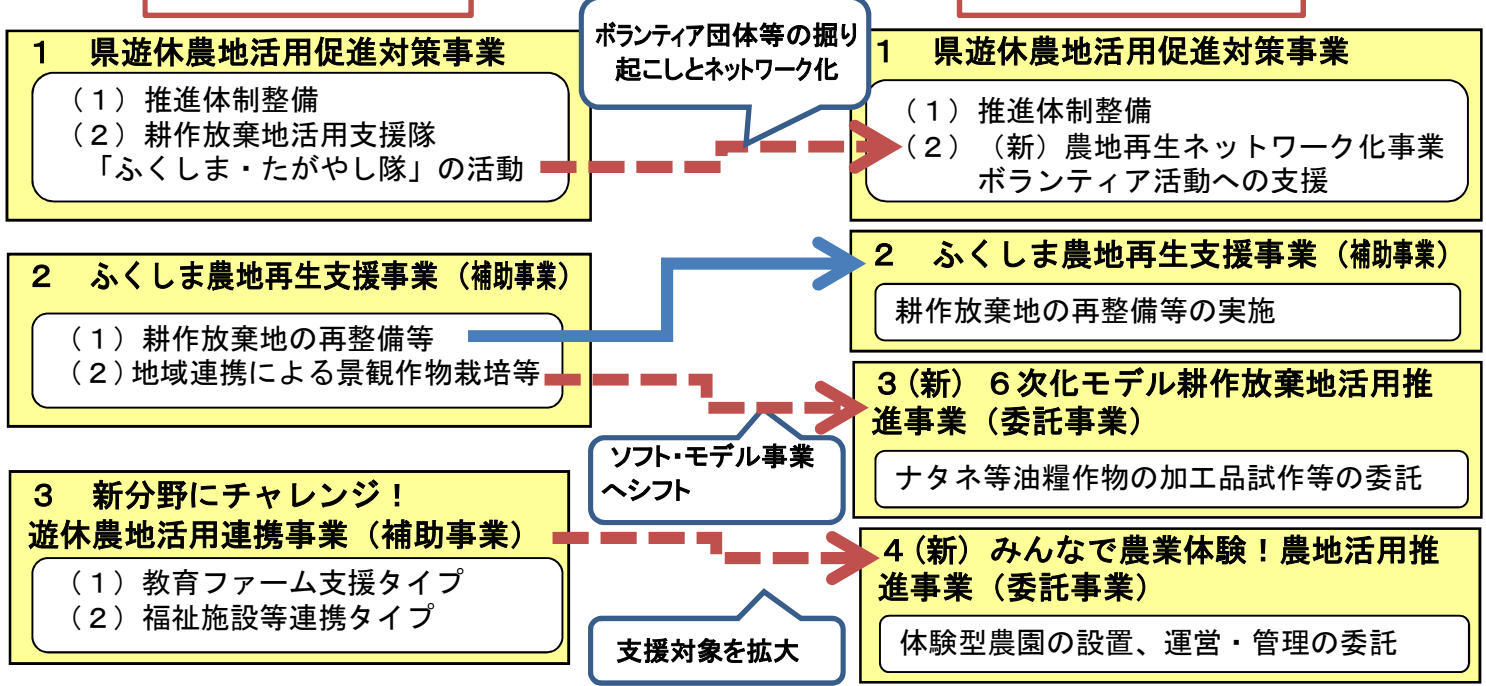 １　県遊休農地活用促進対策事業
（１）推進体制整備
（２）耕作放棄地活用支援隊
「ふくしま・たがやし隊」の活動
２　ふくしま農地再生支援事業（補助事業）
（１）耕作放棄地の再整備等
（２）地域連携による景観作物栽培等
３　新分野にチャレンジ！
遊休農地活用連携事業（補助事業）
（１）教育ファーム支援タイプ
（２）福祉施設等連携タイプ
ボランティア団体等の掘り
起こしとネットワーク化
ソフト・モデル事業
へシフト
支援対象を拡大
１　県遊休農地活用促進対策事業
（１）推進体制整備
（２）（新）農地再生ネットワーク化事業
ボランティア活動への支援
２　ふくしま農地再生支援事業（補助事業）
耕作放棄地の再整備等の実施
３(新)　６次化モデル耕作放棄地活用推
進事業（委託事業）
ナタネ等油糧作物の加工品試作等の委託
４(新)　みんなで農業体験！農地活用推
進事業（委託事業）
体験型農園の設置、運営・管理の委託